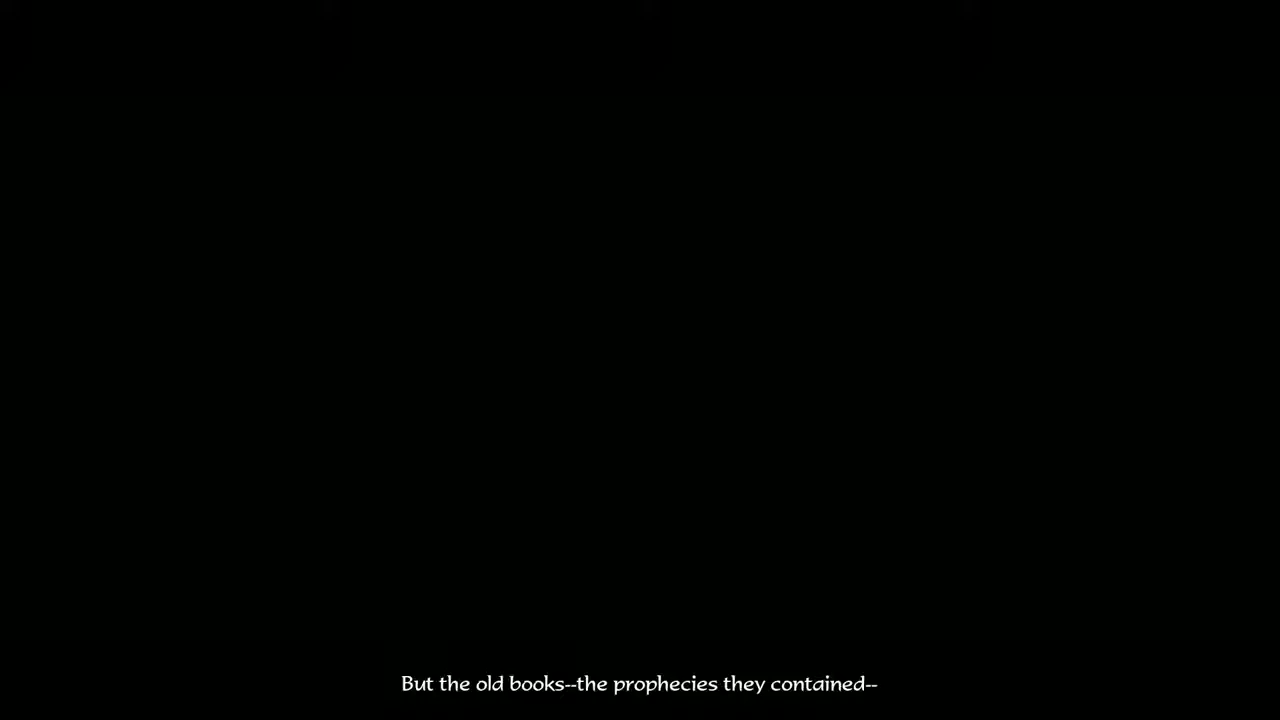 But the old books--the prophecies they contained--